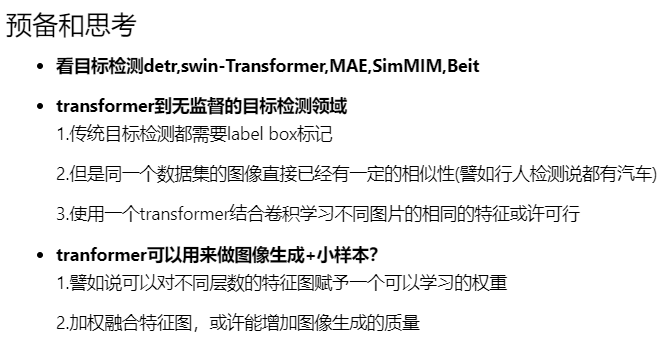 预备和思考
• 看目标检测detr,swin-Transformer,MAE,SimMIM,Beit
• transformer到无监督的目标检测领域
1.传统目标检测都需要label box标记
2.但是同一个数据集的图像直接已经有一定的相似性(譬如行人检测说都有汽车)
3.使用一个transformer结合卷积学习不同图片的相同的特征或许可行
• tranformer可以用来做图像生成+小样本？
1.譬如说可以对不同层数的特征图赋予一个可以学习的权重
2.加权融合特征图，或许能增加图像生成的质量